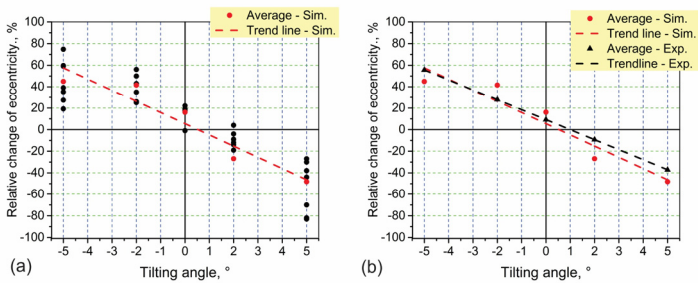 Average - Sim.
Trend line - Sim.
Relative change of eccentricity., %
100
80
60
40
20
0
-20
-40
-60
-80
-100
-5 -4 -3 -2 -1 0 1 2 3 4 5
Tilting angle, °
(a)
Average - Sim.
Trend line - Sim.
Average - Exp.
Trendline - Exp.
Relative change of eccentricity., %
100
80
60
40
20
0
-20
-40
-60
-80
-100
-5 -4 -3 -2 -1 0 1 2 3 4 5
Tilting angle, °
(b)